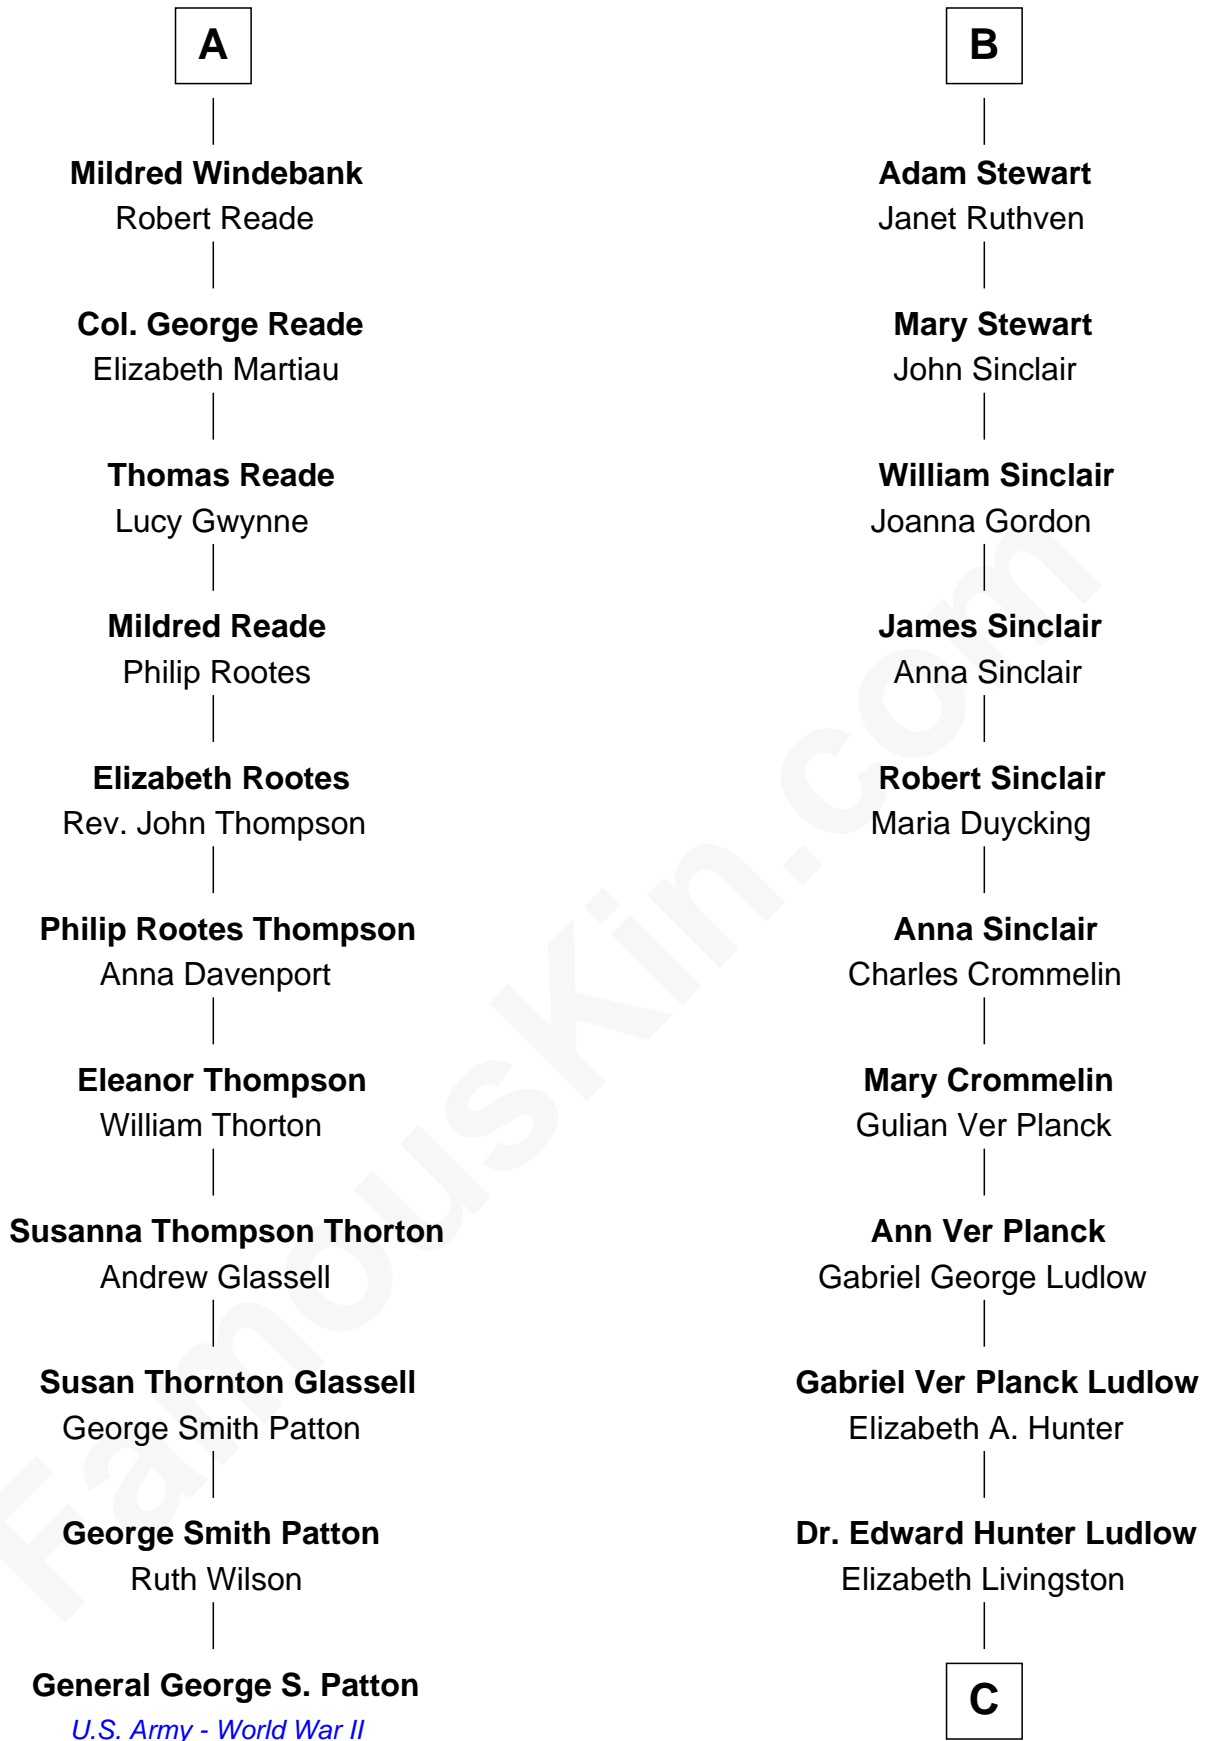 A
Mildred Windebank
Robert Reade
Col. George Reade
Elizabeth Martiau
Thomas Reade
Lucy Gwynne
Mildred Reade
Philip Rootes
Elizabeth Rootes
Rev. John Thompson
Philip Rootes Thompson
Anna Davenport
Eleanor Thompson
William Thorton
Susanna Thompson Thorton
Andrew Glassell
Susan Thornton Glassell
George Smith Patton
George Smith Patton
Ruth Wilson
General George S. Patton
U.S. Army - World War II
B
Adam Stewart
Janet Ruthven
Mary Stewart
John Sinclair
William Sinclair
Joanna Gordon
James Sinclair
Anna Sinclair
Robert Sinclair
Maria Duycking
Anna Sinclair
Charles Crommelin
Mary Crommelin
Gulian Ver Planck
Ann Ver Planck
Gabriel George Ludlow
Gabriel Ver Planck Ludlow
Elizabeth A. Hunter
Dr. Edward Hunter Ludlow
Elizabeth Livingston
C
FamousKin.com